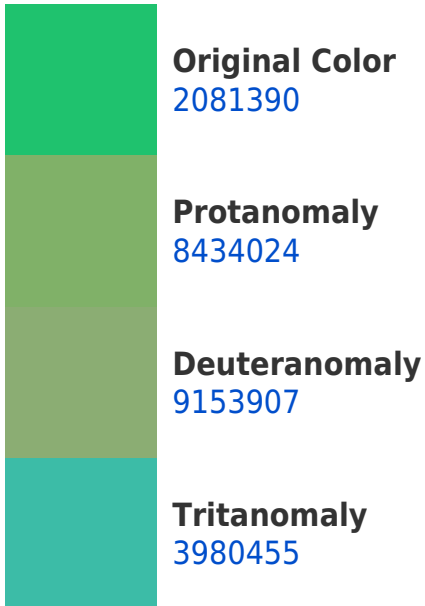 Original Color
2081390
Protanomaly
8434024
Deuteranomaly
9153907
Tritanomaly
3980455